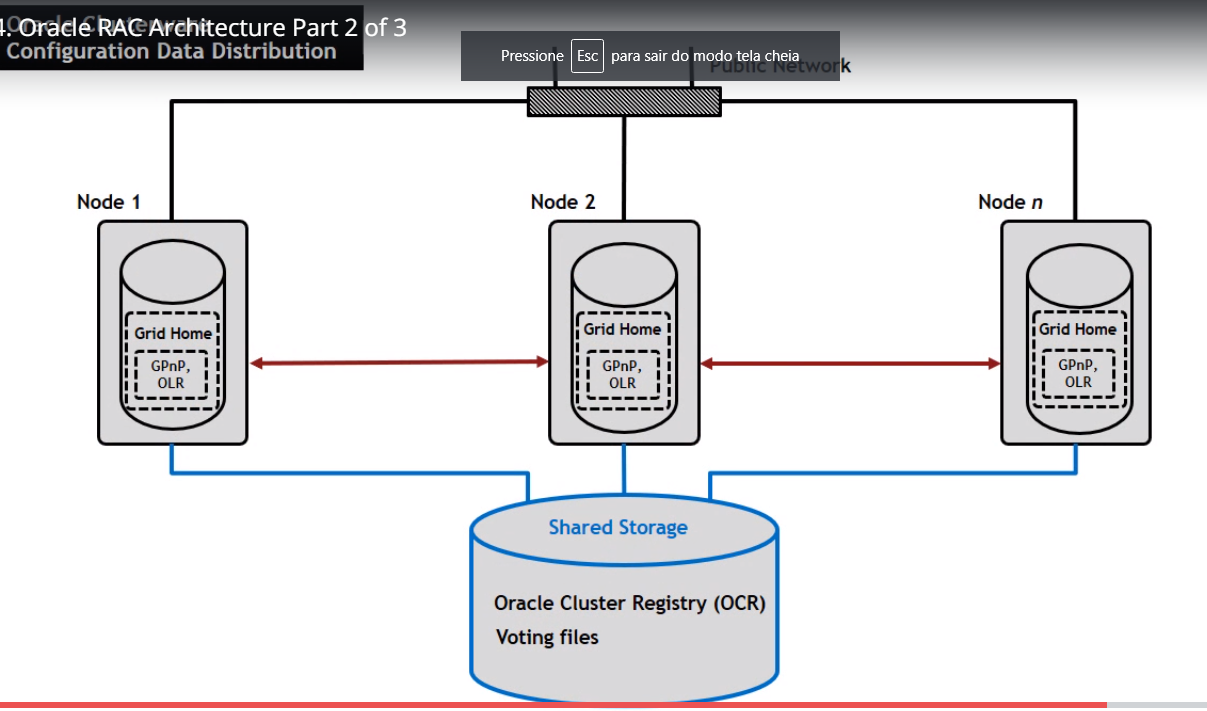 4. Oracle RAC Architecture Part 2 of 3
Oracle Clusterware
Configuration Data Distribution
Pressione Esc para sair do modo tela cheia
Public Network
Node 1
Node 2
Node n
Grid Home
GPnP,
OLR
Grid Home
GPnP,
OLR
Grid Home
GPnP,
OLR
Shared Storage
Oracle Cluster Registry (OCR)
Voting files